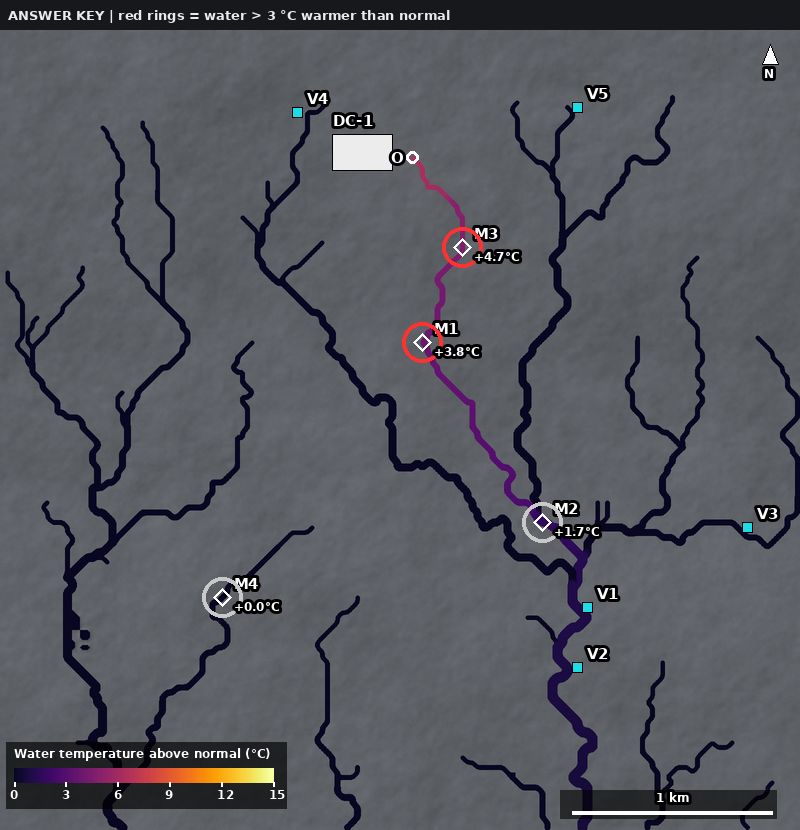 ANSWER KEY | red rings = water > 3 °C warmer than normal
N
V4
V5
DC-1
O
M3
+4.7°C
M1
+3.8°C
M2
+1.7°C
V3
M4
+0.0°C
V1
V2
Water temperature above normal (°C)
0 3 6 9 12 15
1 km